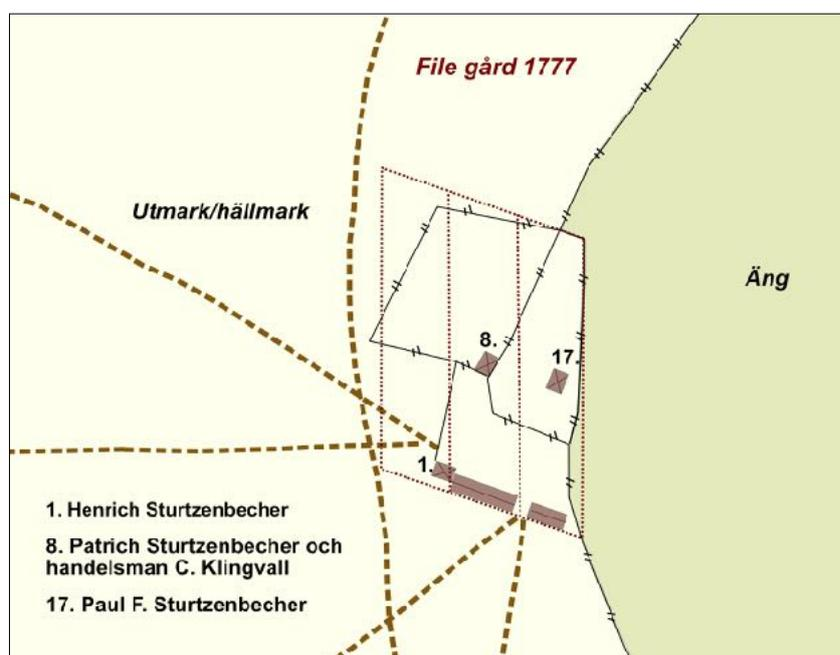 File gård 1777
Utmark/hällmark
Äng
8.
17.
1.
1. Henrich Sturtzenbecher
8. Patrich Sturtzenbecher och
handelsman C. Klingvall
17. Paul F. Sturtzenbecher